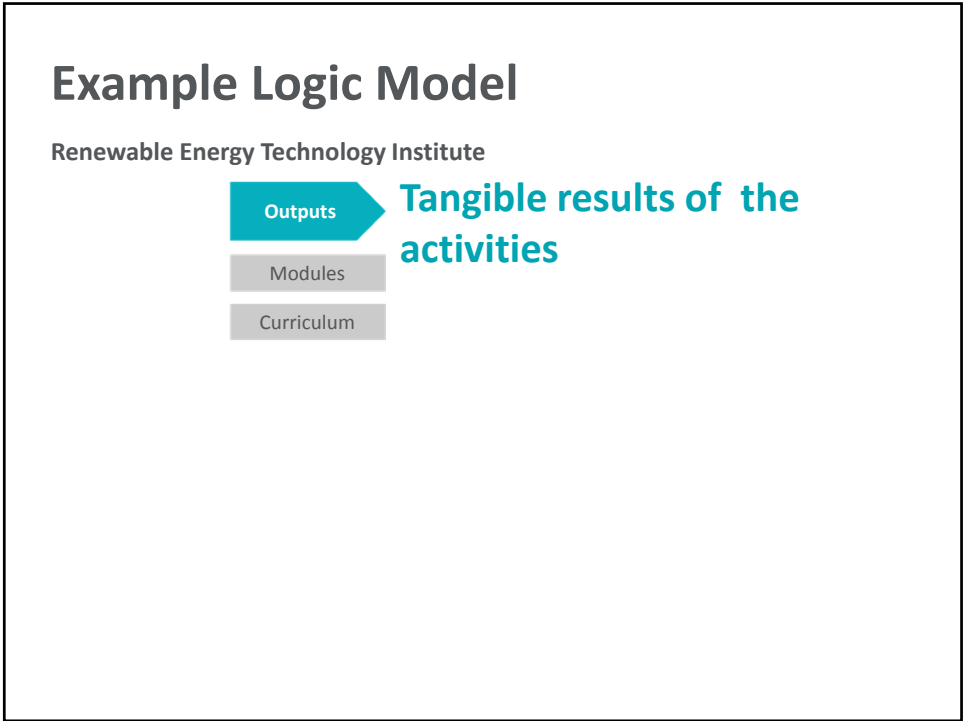 Example Logic Model
Renewable Energy Technology Institute
Outputs
Tangible results of the
activities
Modules
Curriculum